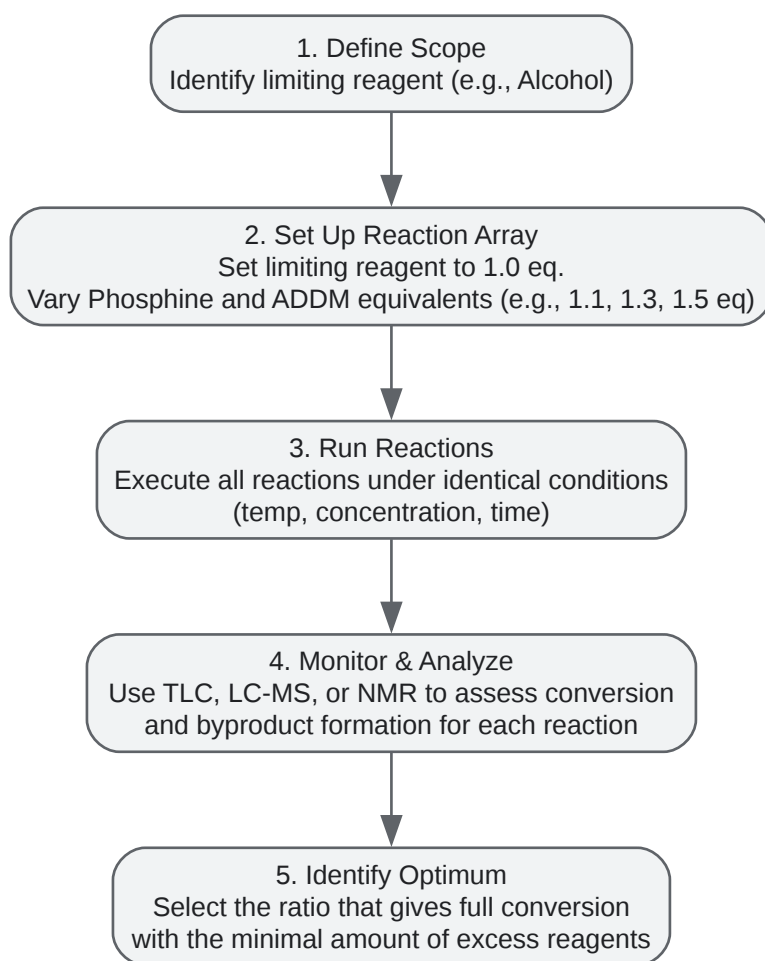 1. Define Scope
Identify limiting reagent (e.g., Alcohol)
2. Set Up Reaction Array
Set limiting reagent to 1.0 eq.
Vary Phosphine and ADDM equivalents (e.g., 1.1, 1.3, 1.5 eq)
3. Run Reactions
Execute all reactions under identical conditions
(temp, concentration, time)
4. Monitor & Analyze
Use TLC, LC-MS, or NMR to assess conversion
and byproduct formation for each reaction
5. Identify Optimum
Select the ratio that gives full conversion
with the minimal amount of excess reagents